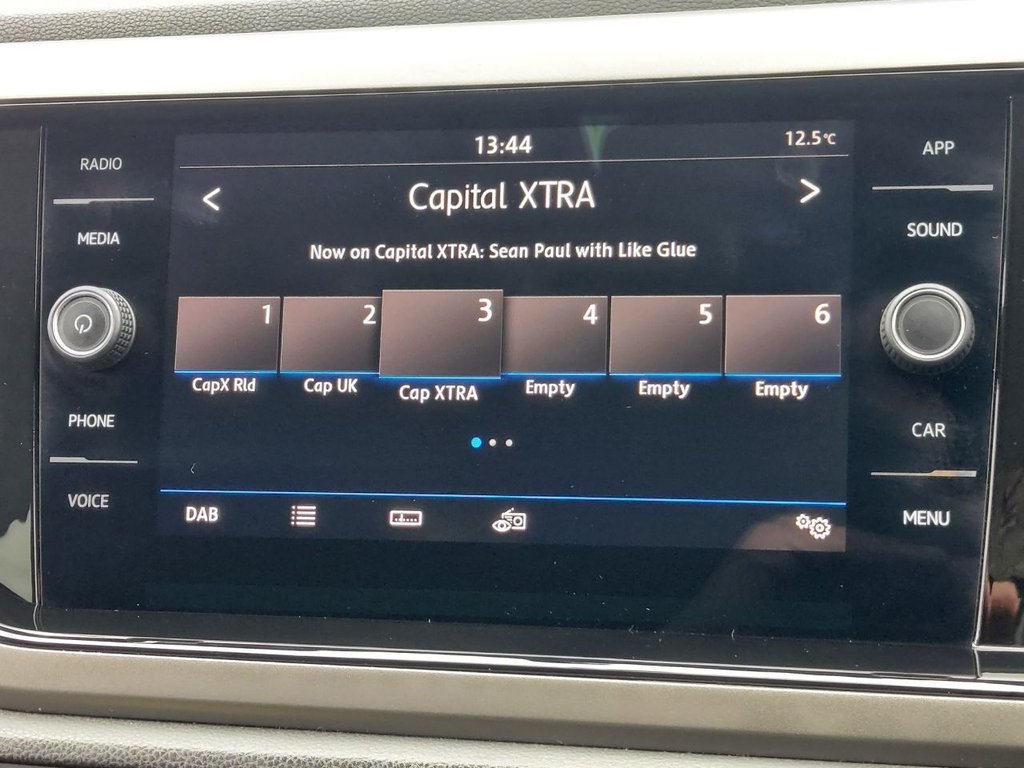 13:44
12.5°C
RADIO
APP
< Capital XTRA >
MEDIA
SOUND
Now on Capital XTRA: Sean Paul with Like Glue
1 2 3 4 5 6
CapX Rld Cap UK Cap XTRA Empty Empty Empty
PHONE
CAR
VOICE
DAB
MENU